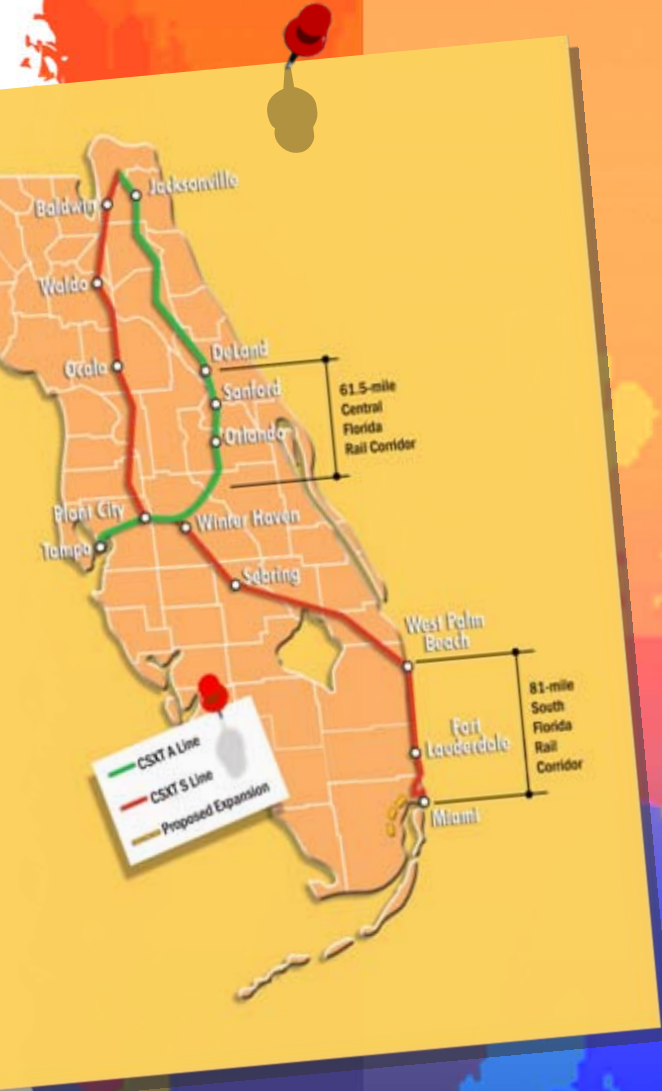 Jacksonville
Baldwin
Waldo
Ocala
DeLand
Sanford
Orlando
61.5-mile
Central
Florida
Rail Corridor
Plant City
Tampa
Winter Haven
Sebring
West Palm
Beach
81-mile
South
Florida
Rail
Corridor
Fort
Lauderdale
Miami
CSXT A Line
CSXT S Line
Proposed Expansion